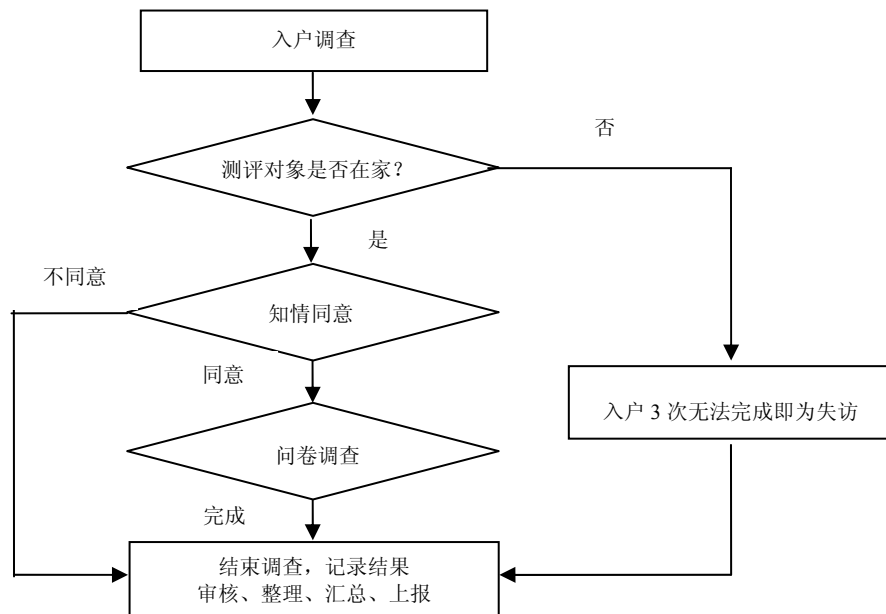 入户调查
否
测评对象是否在家？
是
不同意
知情同意
同意
入户 3 次无法完成即为失访
问卷调查
完成
结束调查，记录结果
审核、整理、汇总、上报